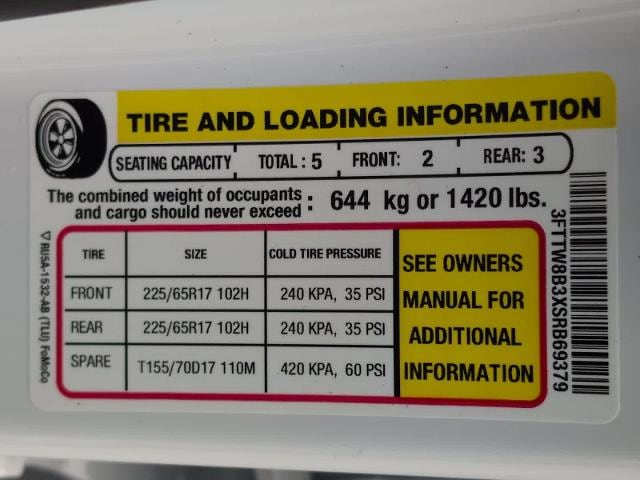 TIRE AND LOADING INFORMATION
SEATING CAPACITY TOTAL : 5 FRONT: 2 REAR: 3
The combined weight of occupants
and cargo should never exceed : 644 kg or 1420 lbs.
TIRE SIZE COLD TIRE PRESSURE
FRONT 225/65R17 102H 240 KPA, 35 PSI
REAR 225/65R17 102H 240 KPA, 35 PSI
SPARE T155/70D17 110M 420 KPA, 60 PSI
SEE OWNERS
MANUAL FOR
ADDITIONAL
INFORMATION
3FTTW8B3XSRB69379
▽ RU5A-1532-AB (TLU) FoMoCo